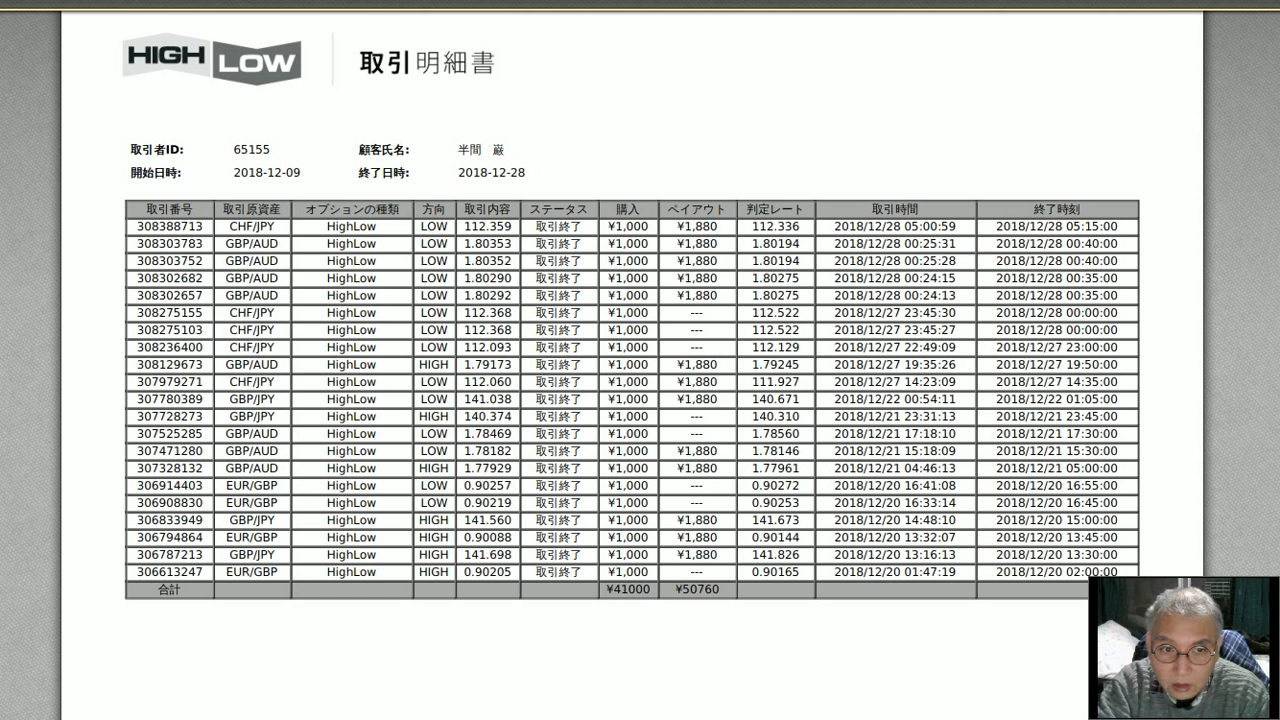 HIGH LOW 取引明細書
取引者ID: 65155 顧客氏名: 半間 巌
開始日時: 2018-12-09 終了日時: 2018-12-28
取引番号 取引原資産 オプションの種類 方向 取引内容 ステータス 購入 ペイアウト 判定レート 取引時間 終了時刻
308388713 CHF/JPY HighLow LOW 112.359 取引終了 ¥1,000 ¥1,880 112.336 2018/12/28 05:00:59 2018/12/28 05:15:00
308303783 GBP/AUD HighLow LOW 1.80353 取引終了 ¥1,000 ¥1,880 1.80194 2018/12/28 00:25:31 2018/12/28 00:40:00
308303752 GBP/AUD HighLow LOW 1.80352 取引終了 ¥1,000 ¥1,880 1.80194 2018/12/28 00:25:28 2018/12/28 00:40:00
308302682 GBP/AUD HighLow LOW 1.80290 取引終了 ¥1,000 ¥1,880 1.80275 2018/12/28 00:24:15 2018/12/28 00:35:00
308302657 GBP/AUD HighLow LOW 1.80292 取引終了 ¥1,000 ¥1,880 1.80275 2018/12/28 00:24:13 2018/12/28 00:35:00
308275155 CHF/JPY HighLow LOW 112.368 取引終了 ¥1,000 --- 112.522 2018/12/27 23:45:30 2018/12/28 00:00:00
308275103 CHF/JPY HighLow LOW 112.368 取引終了 ¥1,000 --- 112.522 2018/12/27 23:45:27 2018/12/28 00:00:00
308236400 CHF/JPY HighLow LOW 112.093 取引終了 ¥1,000 --- 112.129 2018/12/27 22:49:09 2018/12/27 23:00:00
308129673 GBP/AUD HighLow HIGH 1.79173 取引終了 ¥1,000 ¥1,880 1.79245 2018/12/27 19:35:26 2018/12/27 19:50:00
307979271 CHF/JPY HighLow LOW 112.060 取引終了 ¥1,000 ¥1,880 111.927 2018/12/27 14:23:09 2018/12/27 14:35:00
307780389 GBP/JPY HighLow LOW 141.038 取引終了 ¥1,000 ¥1,880 140.671 2018/12/22 00:54:11 2018/12/22 01:05:00
307728273 GBP/JPY HighLow HIGH 140.374 取引終了 ¥1,000 --- 140.310 2018/12/21 23:31:13 2018/12/21 23:45:00
307525285 GBP/AUD HighLow LOW 1.78469 取引終了 ¥1,000 --- 1.78560 2018/12/21 17:18:10 2018/12/21 17:30:00
307471280 GBP/AUD HighLow LOW 1.78182 取引終了 ¥1,000 ¥1,880 1.78146 2018/12/21 15:18:09 2018/12/21 15:30:00
307328132 GBP/AUD HighLow HIGH 1.77929 取引終了 ¥1,000 ¥1,880 1.77961 2018/12/21 04:46:13 2018/12/21 05:00:00
306914403 EUR/GBP HighLow LOW 0.90257 取引終了 ¥1,000 --- 0.90272 2018/12/20 16:41:08 2018/12/20 16:55:00
306908830 EUR/GBP HighLow LOW 0.90219 取引終了 ¥1,000 --- 0.90253 2018/12/20 16:33:14 2018/12/20 16:45:00
306833949 GBP/JPY HighLow HIGH 141.560 取引終了 ¥1,000 ¥1,880 141.673 2018/12/20 14:48:10 2018/12/20 15:00:00
306794864 EUR/GBP HighLow HIGH 0.90088 取引終了 ¥1,000 ¥1,880 0.90144 2018/12/20 13:32:07 2018/12/20 13:45:00
306787213 GBP/JPY HighLow HIGH 141.698 取引終了 ¥1,000 ¥1,880 141.826 2018/12/20 13:16:13 2018/12/20 13:30:00
306613247 EUR/GBP HighLow HIGH 0.90205 取引終了 ¥1,000 --- 0.90165 2018/12/20 01:47:19 2018/12/20 02:00:00
合計 ¥41000 ¥50760